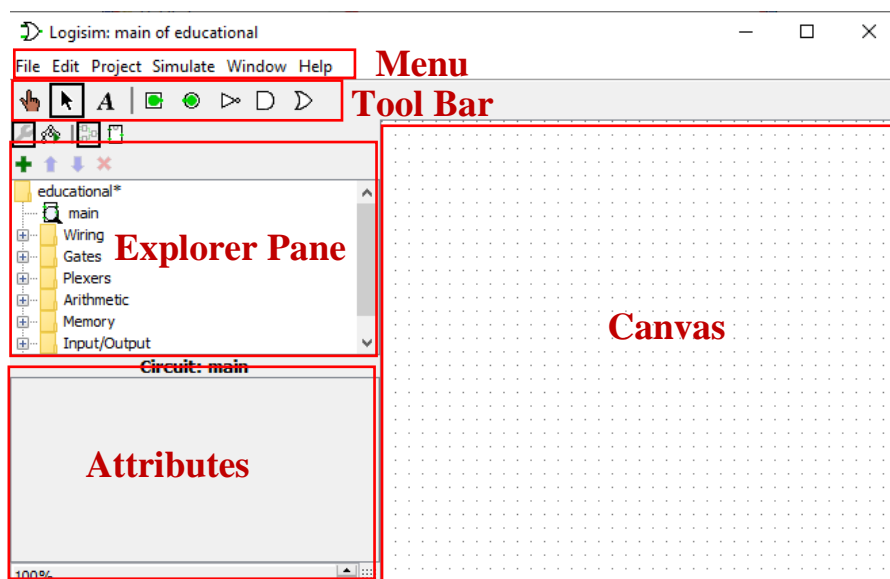 Logisim: main of educational
File Edit Project Simulate Window Help
Menu
A
Tool Bar
educational*
main
Wiring
Gates
Explorer Pane
Plexers
Arithmetic
Memory
Canvas
Input/Output
Circuit: main
Attributes
100%